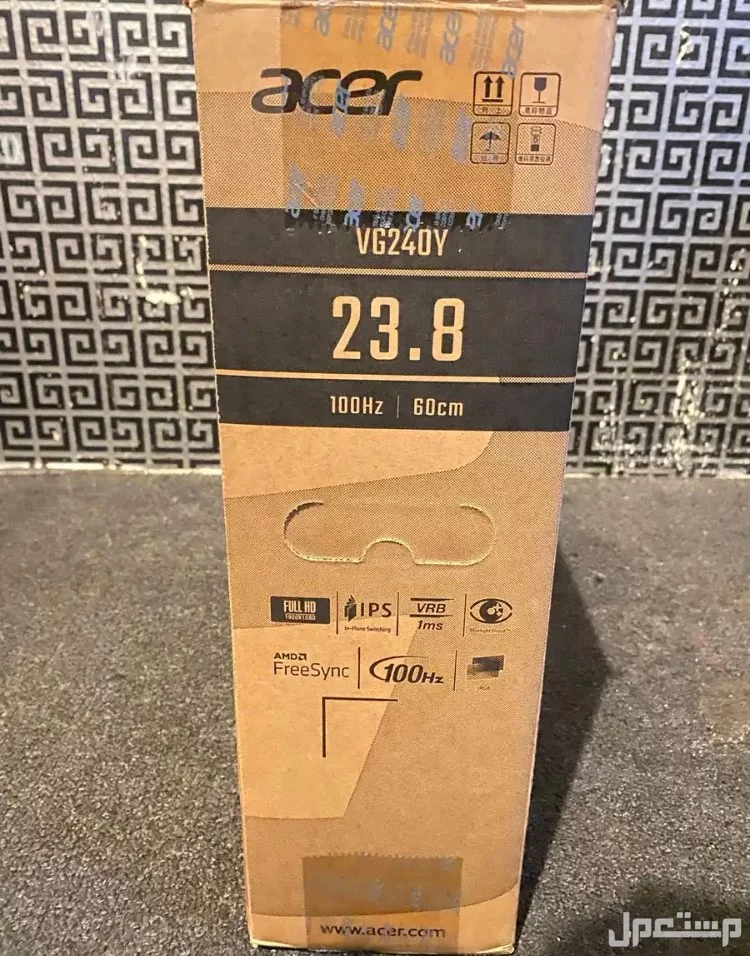 acer
VG240Y
23.8
100Hz | 60cm
FULL HD
1920X1080
IPS
In-Plane Switching
VRB
1ms
AMD
FreeSync
100Hz
www.acer.com
مستعمل